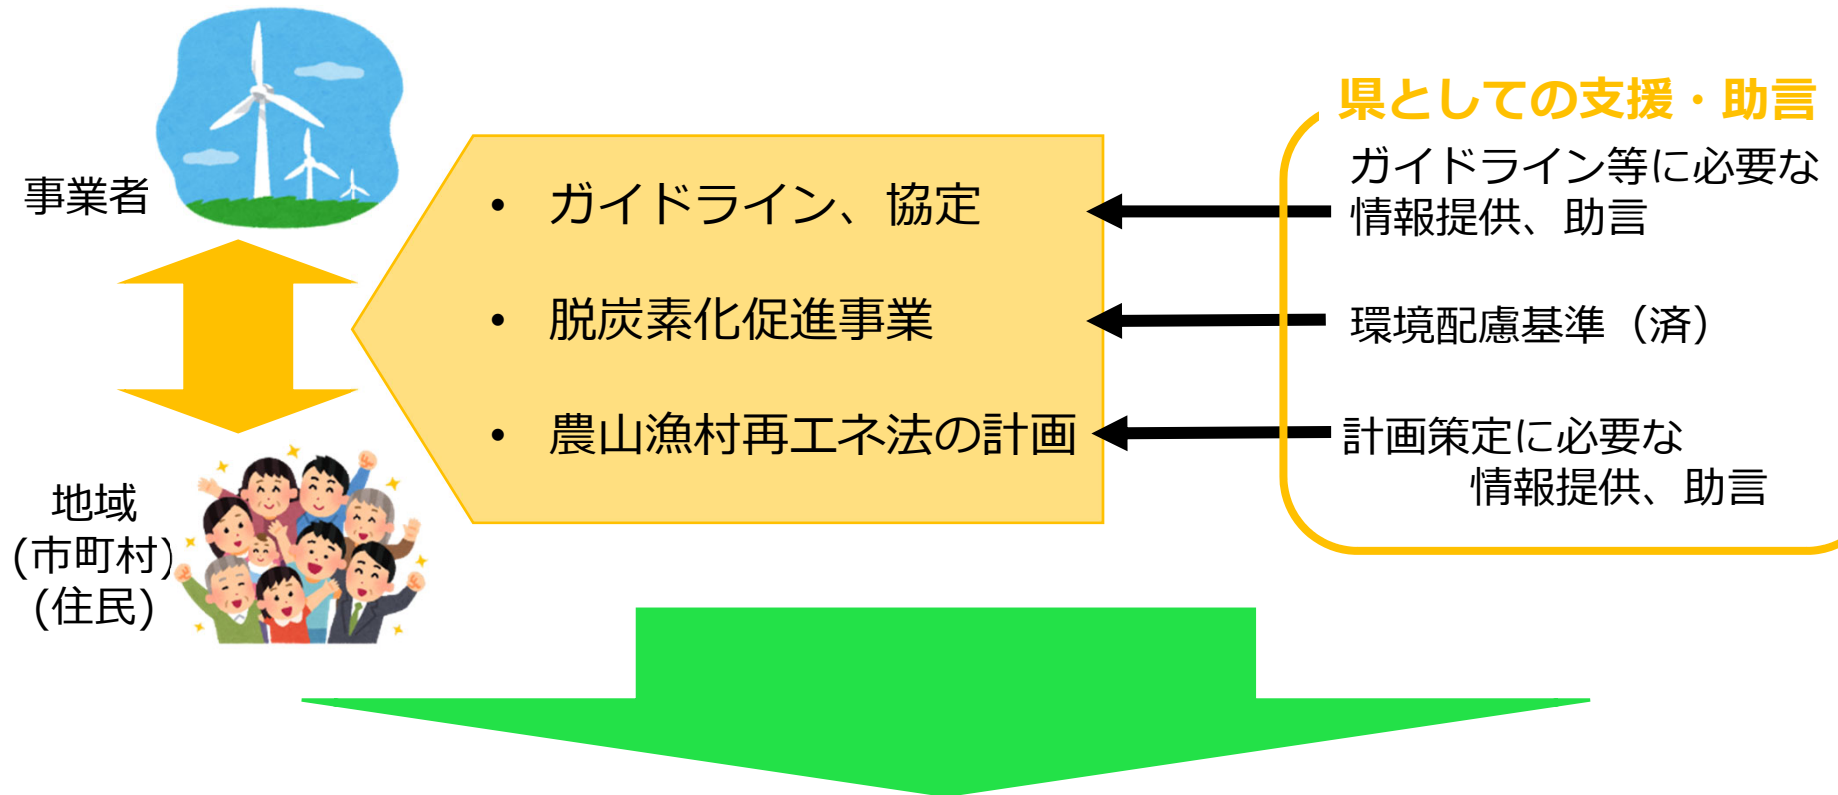 事業者
地域
(市町村)
(住民)
• ガイドライン、協定
• 脱炭素化促進事業
• 農山漁村再エネ法の計画
県としての支援・助言
ガイドライン等に必要な
情報提供、助言
環境配慮基準（済）
計画策定に必要な
情報提供、助言